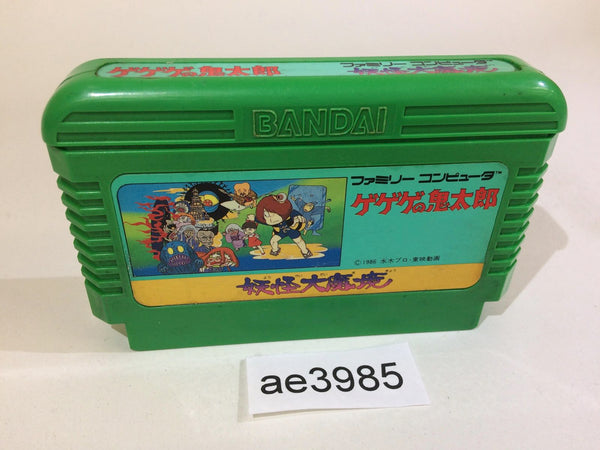 ゲゲゲの鬼太郎
ファミリー コンピュータ
妖怪大魔境
BANDAI
ファミリー コンピュータ™
ゲゲゲの鬼太郎
©1986 水木プロ・東映動画
妖怪大魔境
ae3985